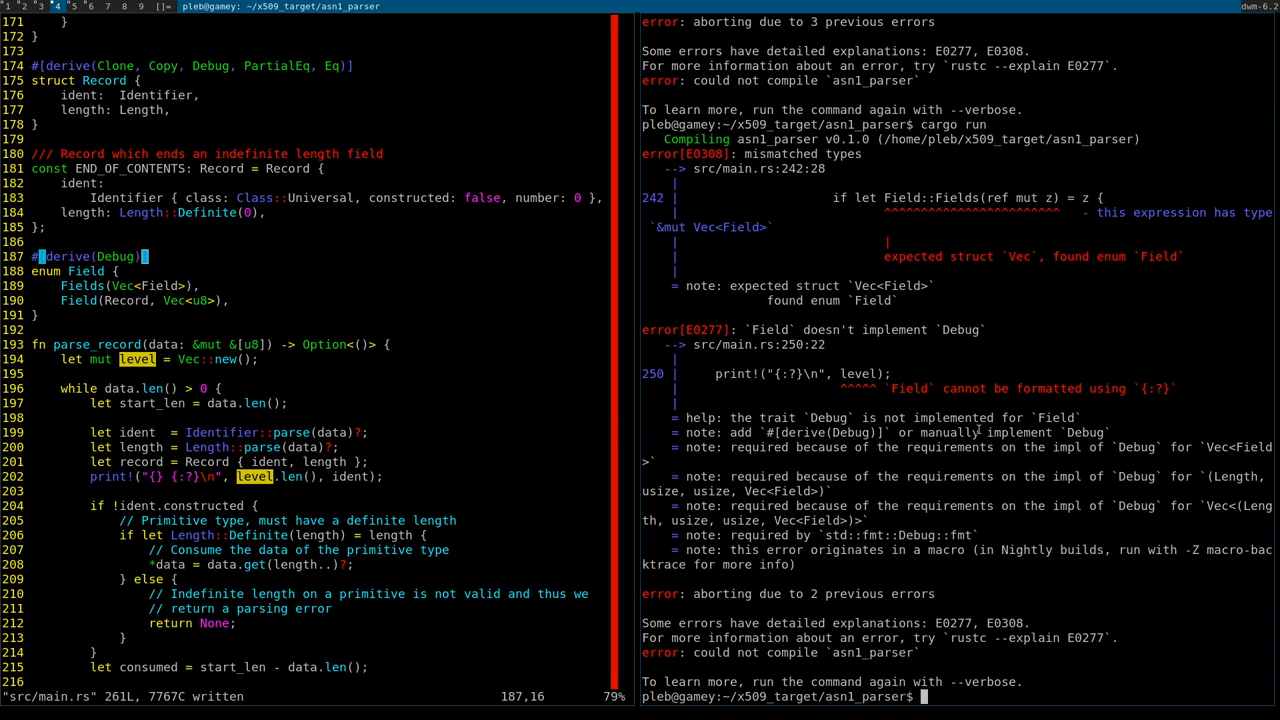 1 2 3 4 5 6 7 8 9 []= pleb@gamey: ~/x509_target/asn1_parser dwm-6.2
171     }
172 }
173
174 #[derive(Clone, Copy, Debug, PartialEq, Eq)]
175 struct Record {
176     ident:  Identifier,
177     length: Length,
178 }
179
180 /// Record which ends an indefinite length field
181 const END_OF_CONTENTS: Record = Record {
182     ident:
183         Identifier { class: Class::Universal, constructed: false, number: 0 },
184     length: Length::Definite(0),
185 };
186
187 #[derive(Debug)]
188 enum Field {
189     Fields(Vec<Field>),
190     Field(Record, Vec<u8>),
191 }
192
193 fn parse_record(data: &mut &[u8]) -> Option<()> {
194     let mut level = Vec::new();
195
196     while data.len() > 0 {
197         let start_len = data.len();
198
199         let ident  = Identifier::parse(data)?;
200         let length = Length::parse(data)?;
201         let record = Record { ident, length };
202         print!("{} {:?}\n", level.len(), ident);
203
204         if !ident.constructed {
205             // Primitive type, must have a definite length
206             if let Length::Definite(length) = length {
207                 // Consume the data of the primitive type
208                 *data = data.get(length..)?;
209             } else {
210                 // Indefinite length on a primitive is not valid and thus we
211                 // return a parsing error
212                 return None;
213             }
214         }
215         let consumed = start_len - data.len();
216
"src/main.rs" 261L, 7767C written 187,16 79%
error: aborting due to 3 previous errors

Some errors have detailed explanations: E0277, E0308.
For more information about an error, try `rustc --explain E0277`.
error: could not compile `asn1_parser`

To learn more, run the command again with --verbose.
pleb@gamey:~/x509_target/asn1_parser$ cargo run
   Compiling asn1_parser v0.1.0 (/home/pleb/x509_target/asn1_parser)
error[E0308]: mismatched types
   --> src/main.rs:242:28
    |
242 |                     if let Field::Fields(ref mut z) = z {
    |                            ^^^^^^^^^^^^^^^^^^^^^^^^   - this expression has type
 `&mut Vec<Field>`
    |                            |
    |                            expected struct `Vec`, found enum `Field`
    |
    = note: expected struct `Vec<Field>`
                 found enum `Field`

error[E0277]: `Field` doesn't implement `Debug`
   --> src/main.rs:250:22
    |
250 |     print!("{:?}\n", level);
    |                      ^^^^^ `Field` cannot be formatted using `{:?}`
    |
    = help: the trait `Debug` is not implemented for `Field`
    = note: add `#[derive(Debug)]` or manually implement `Debug`
    = note: required because of the requirements on the impl of `Debug` for `Vec<Field
>`
    = note: required because of the requirements on the impl of `Debug` for `(Length,
usize, usize, Vec<Field>)`
    = note: required because of the requirements on the impl of `Debug` for `Vec<(Leng
th, usize, usize, Vec<Field>)>`
    = note: required by `std::fmt::Debug::fmt`
    = note: this error originates in a macro (in Nightly builds, run with -Z macro-bac
ktrace for more info)

error: aborting due to 2 previous errors

Some errors have detailed explanations: E0277, E0308.
For more information about an error, try `rustc --explain E0277`.
error: could not compile `asn1_parser`

To learn more, run the command again with --verbose.
pleb@gamey:~/x509_target/asn1_parser$